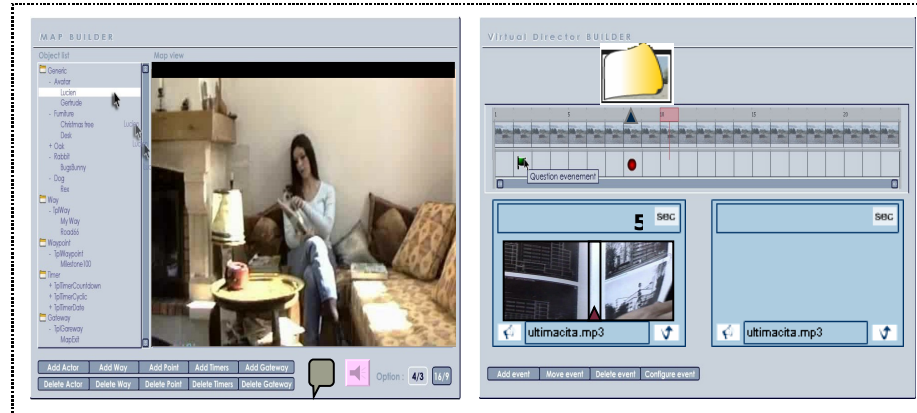 MAP BUILDER
Object list
Map view
Generic
- Avatar
Lucien
Gertrude
- Furniture
Christmas tree
Lucien
Desk
+ Oak
- Rabbit
BugsBunny
- Dog
Rex
Way
- TplWay
My Way
Road66
Waypoint
- TplWaypoint
Milestone100
Timer
+ TplTimerCountdown
+ TplTimerCyclic
+ TplTimerDate
Gateway
- TplGareway
MapExit
Add Actor
Add Way
Add Point
Add Timers
Add Gateway
Delete Actor
Delete Way
Delete Point
Delete Timers
Delete Gateway
Option :
4/3
16/9
Virtual Director BUILDER
1
5
10
15
20
Question evenement
5 sec
ultimacita.mp3
sec
ultimacita.mp3
Add event
Move event
Delete event
Configure event